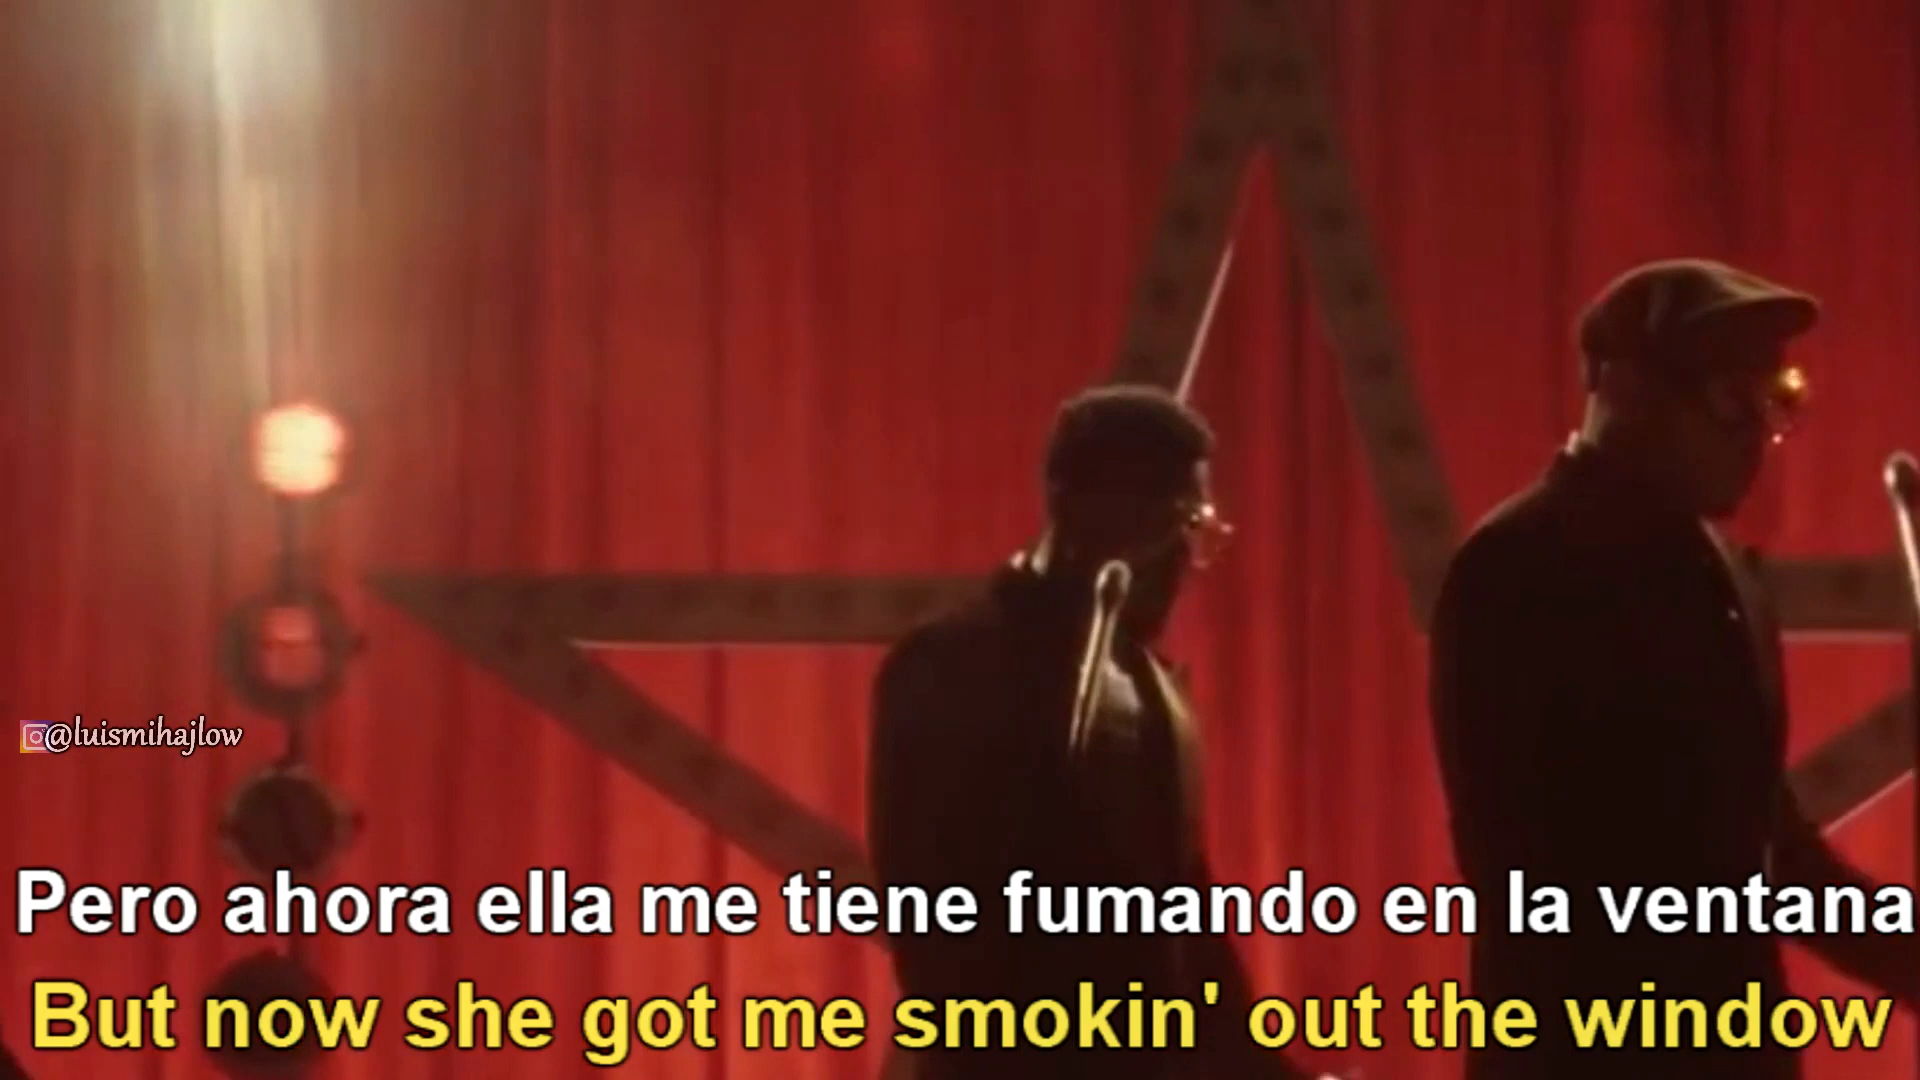 @luismihajlow
Pero ahora ella me tiene fumando en la ventana
But now she got me smokin' out the window